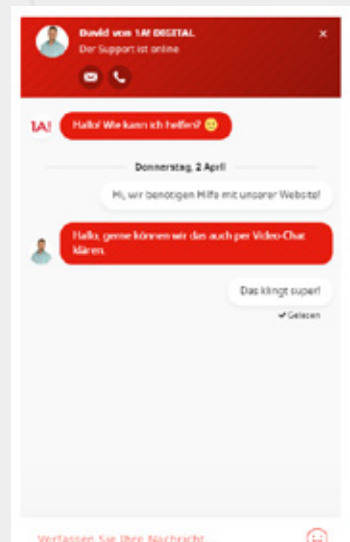 David von 1A! DIGITAL
Der Support ist online
1A!
Hallo! Wie kann ich helfen?
Donnerstag, 2 April
Hi, wir benötigen Hilfe mit unserer Website!
Hallo, gerne können wir das auch per Video-Chat
klären.
Das klingt super!
Gelesen
Verfassen Sie Ihre Nachricht...